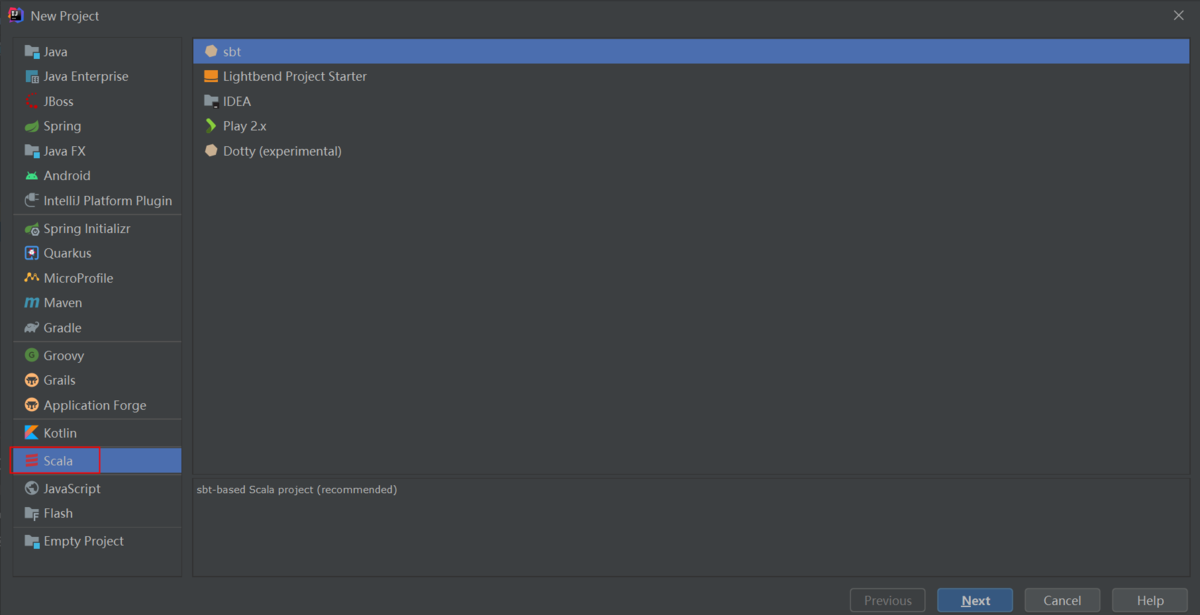 New Project
Java
Java Enterprise
JBoss
Spring
Java FX
Android
IntelliJ Platform Plugin
Spring Initializr
Quarkus
MicroProfile
Maven
Gradle
Groovy
Grails
Application Forge
Kotlin
Scala
JavaScript
Flash
Empty Project
sbt
Lightbend Project Starter
IDEA
Play 2.x
Dotty (experimental)
sbt-based Scala project (recommended)
Previous
Next
Cancel
Help